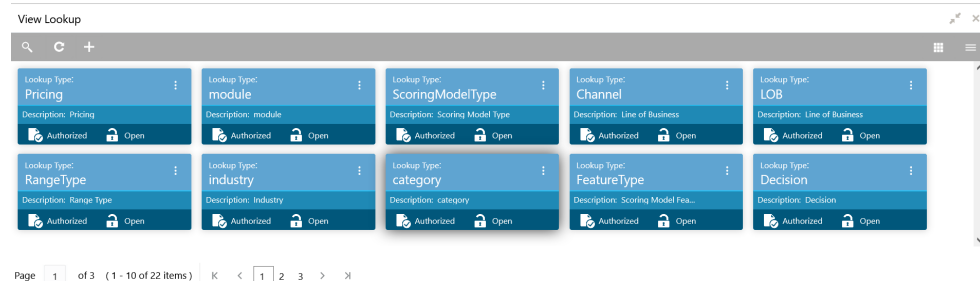 View Lookup
Lookup Type: Lookup Type: Lookup Type: Lookup Type: Lookup Type:
Pricing module ScoringModelType Channel LOB
Description: Pricing Description: module Description: Scoring Model Type Description: Line of Business Description: Line of Business
Authorized Open Authorized Open Authorized Open Authorized Open Authorized Open
Lookup Type: Lookup Type: Lookup Type: Lookup Type: Lookup Type:
RangeType industry category FeatureType Decision
Description: Range Type Description: Industry Description: category Description: Scoring Model Fea... Description: Decision
Authorized Open Authorized Open Authorized Open Authorized Open Authorized Open
Page 1 of 3 ( 1 - 10 of 22 items ) 1 2 3